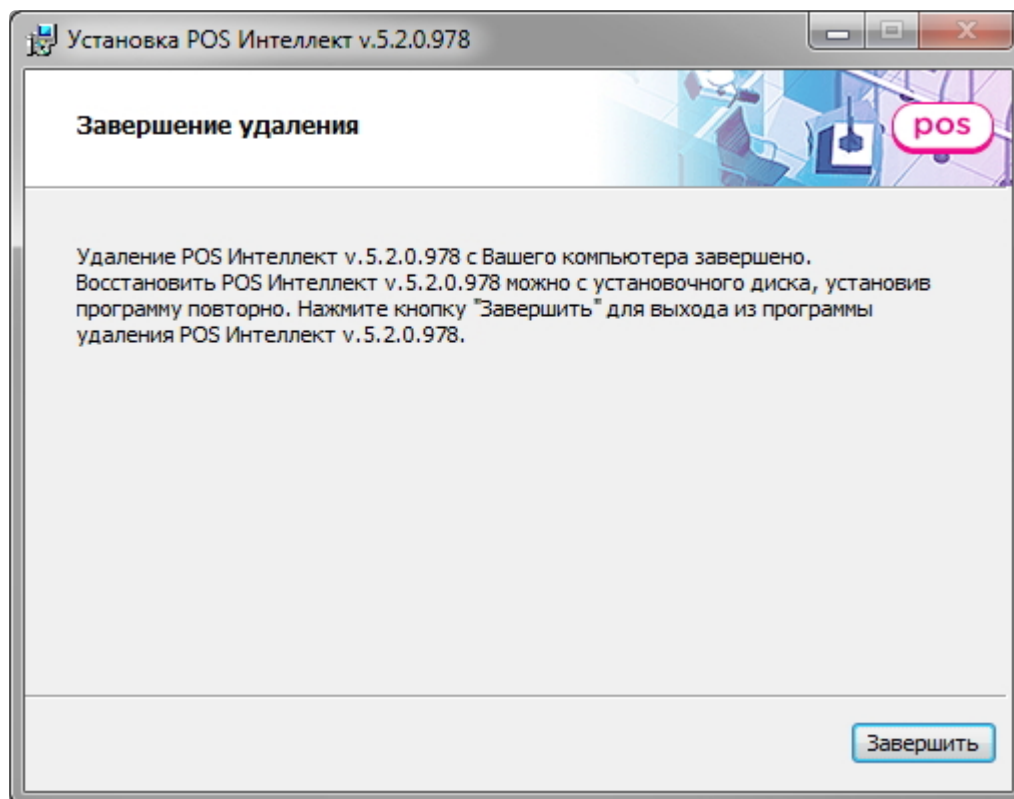 Установка POS Интеллект v.5.2.0.978
Завершение удаления
pos
Удаление POS Интеллект v.5.2.0.978 с Вашего компьютера завершено.
Восстановить POS Интеллект v.5.2.0.978 можно с установочного диска, установив
программу повторно. Нажмите кнопку "Завершить" для выхода из программы
удаления POS Интеллект v.5.2.0.978.
Завершить